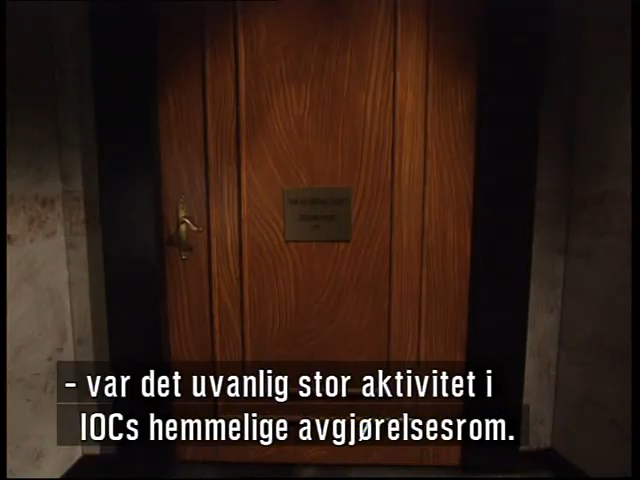 - var det uvanlig stor aktivitet i
IOCs hemmelige avgjørelsesrom.